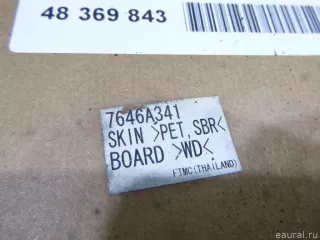 48 369 843
7646A341
SKIN >PET,SBR<
BOARD >WD<
FTMC(THAILAND)
eaural.ru